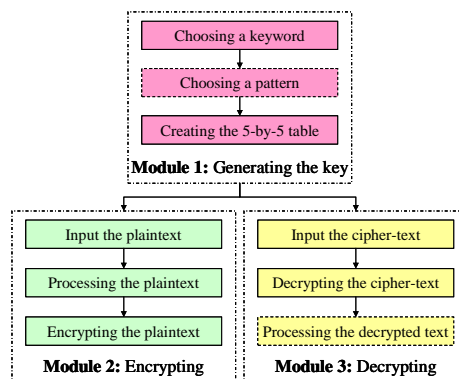 Choosing a keyword
Choosing a pattern
Creating the 5-by-5 table
Module 1: Generating the key
Input the plaintext
Processing the plaintext
Encrypting the plaintext
Module 2: Encrypting
Input the cipher-text
Decrypting the cipher-text
Processing the decrypted text
Module 3: Decrypting